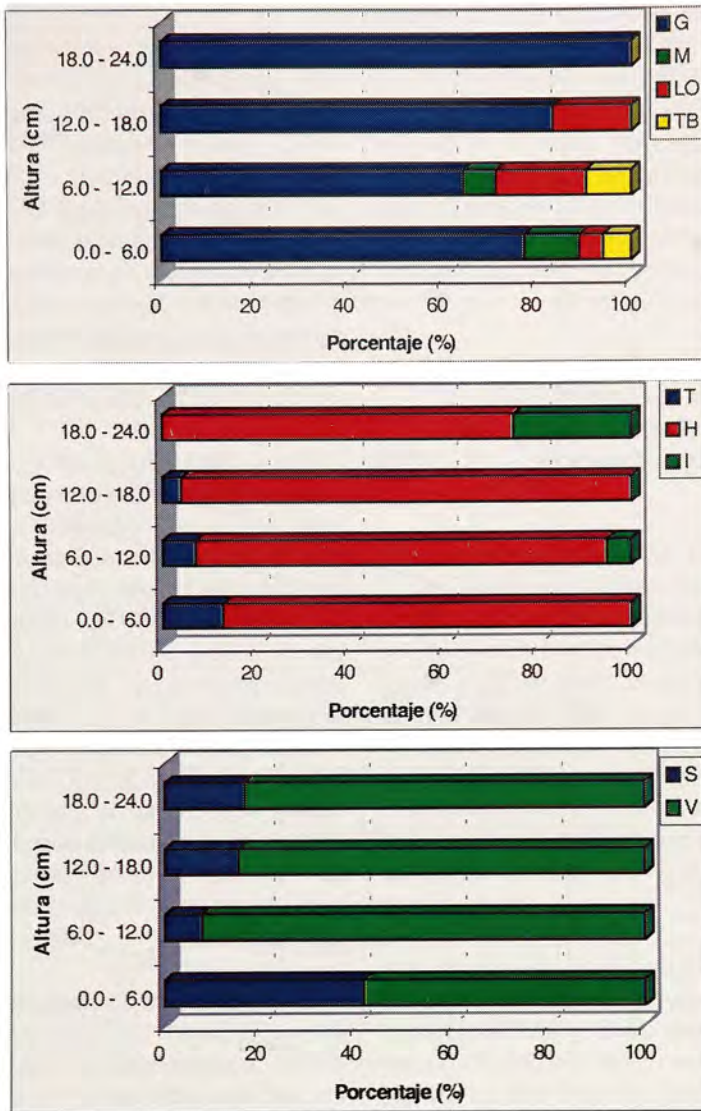 G
M
LO
TB
Altura (cm)
18.0 - 24.0
12.0 - 18.0
6.0 - 12.0
0.0 - 6.0
0 20 40 60 80 100
Porcentaje (%)
T
H
I
Altura (cm)
18.0 - 24.0
12.0 - 18.0
6.0 - 12.0
0.0 - 6.0
0 20 40 60 80 100
Porcentaje (%)
S
V
Altura (cm)
18.0 - 24.0
12.0 - 18.0
6.0 - 12.0
0.0 - 6.0
0 20 40 60 80 100
Porcentaje (%)